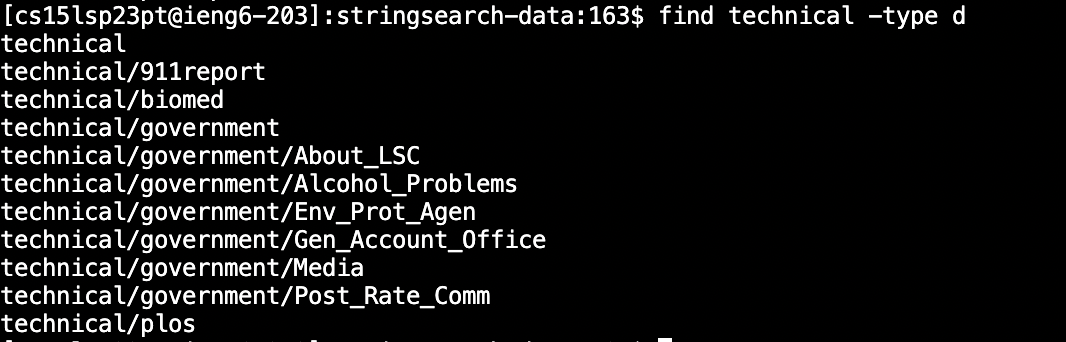 [cs15lsp23pt@ieng6-203]:stringsearch-data:163$ find technical -type d
technical
technical/911report
technical/biomed
technical/government
technical/government/About_LSC
technical/government/Alcohol_Problems
technical/government/Env_Prot_Agen
technical/government/Gen_Account_Office
technical/government/Media
technical/government/Post_Rate_Comm
technical/plos